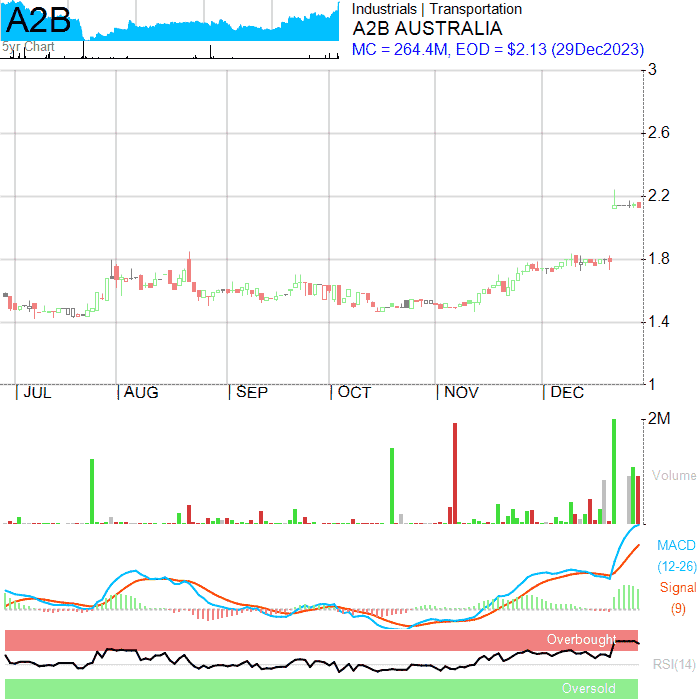 A2B
5yr Chart
Industrials | Transportation
A2B AUSTRALIA
MC = 264.4M, EOD = $2.13 (29Dec2023)
3
2.6
2.2
1.8
1.4
1
JUL AUG SEP OCT NOV DEC
2M
Volume
MACD
(12-26)
Signal
(9)
Overbought
RSI(14)
Oversold